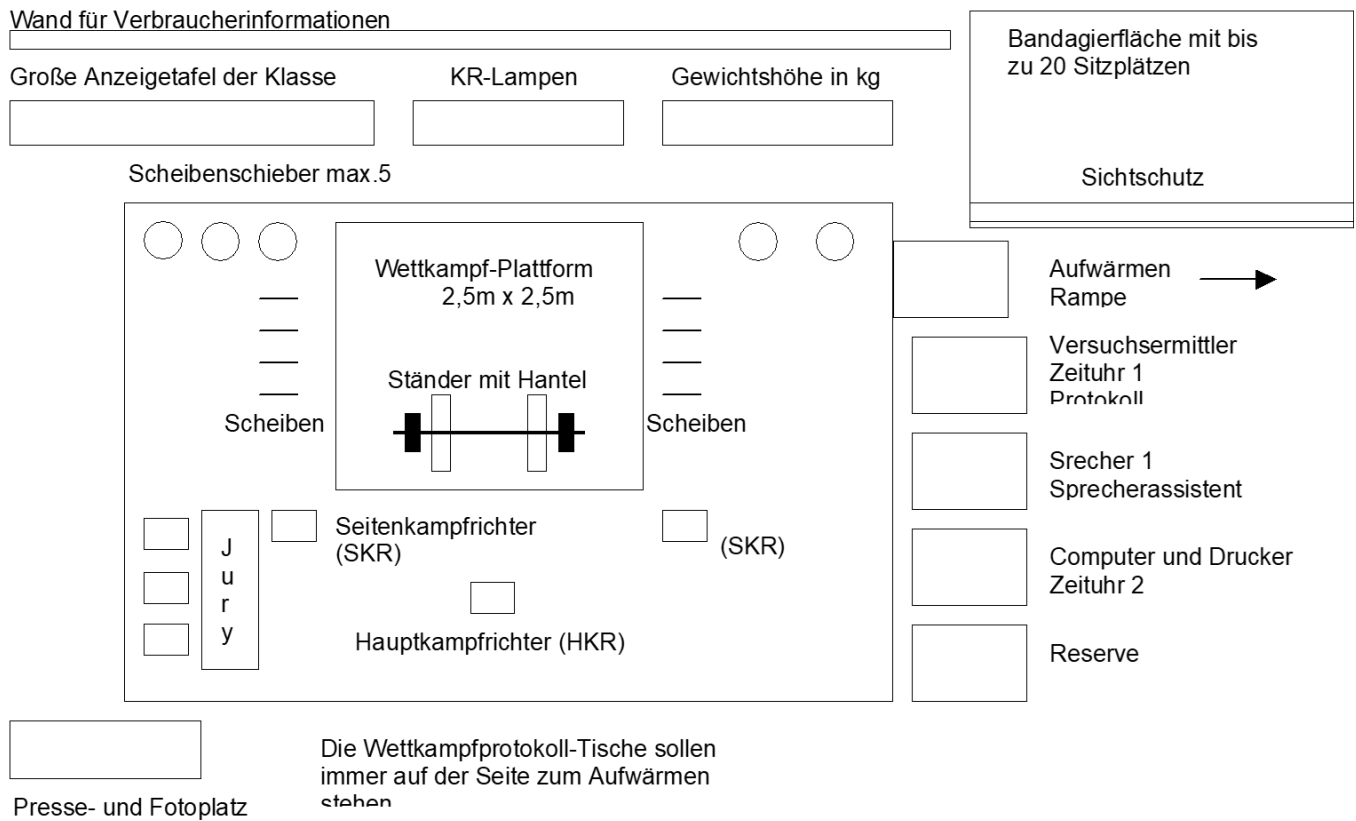 Wand für Verbraucherinformationen
Bandagierfläche mit bis
zu 20 Sitzplätzen
Große Anzeigetafel der Klasse
KR-Lampen
Gewichtshöhe in kg
Scheibenschieber max.5
Sichtschutz
Wettkampf-Plattform
2,5m x 2,5m
Aufwärmen
Rampe
Versuchsermittler
Zeituhr 1
Protokoll
Ständer mit Hantel
Scheiben
Scheiben
Srecher 1
Sprecherassistent
Seitenkampfrichter
(SKR)
(SKR)
J
u
r
y
Computer und Drucker
Zeituhr 2
Hauptkampfrichter (HKR)
Reserve
Die Wettkampfprotokoll-Tische sollen
immer auf der Seite zum Aufwärmen
stehen
Presse- und Fotoplatz